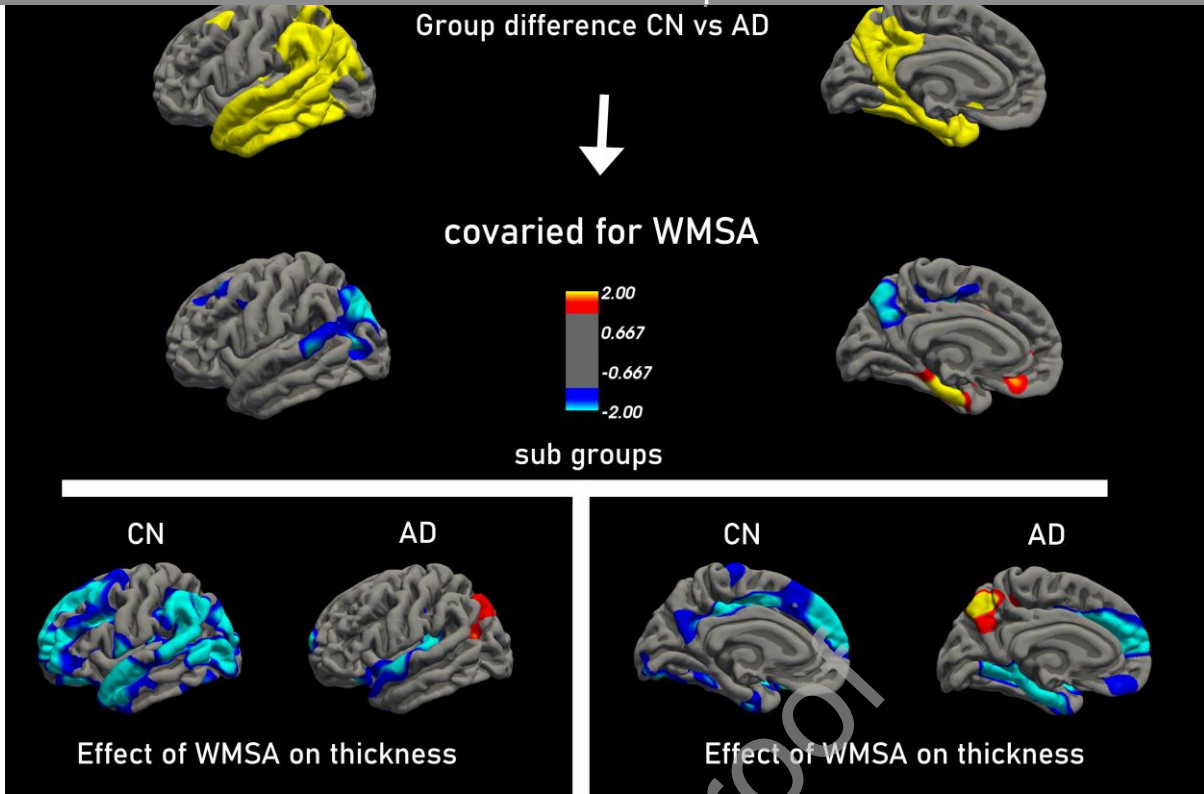 Group difference CN vs AD
covaried for WMSA
2.00
0.667
-0.667
-2.00
sub groups
CN
AD
CN
AD
Effect of WMSA on thickness
Effect of WMSA on thickness